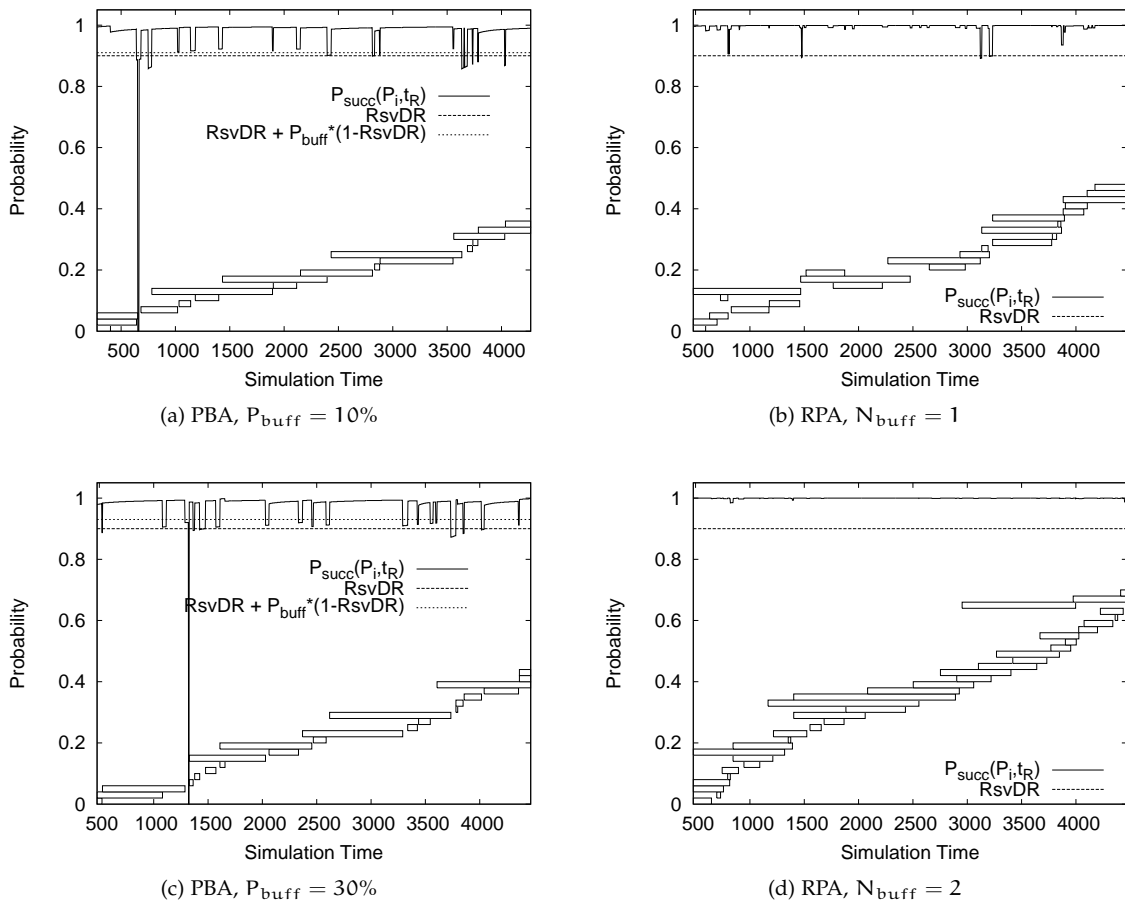 1
0.8
0.6
0.4
0.2
0
Probability
P_succ(P_i,t_R)
RsvDR
RsvDR + P_buff*(1-RsvDR)
500 1000 1500 2000 2500 3000 3500 4000
Simulation Time
(a) PBA, P_buff = 10%
1
0.8
0.6
0.4
0.2
0
Probability
P_succ(P_i,t_R)
RsvDR
500 1000 1500 2000 2500 3000 3500 4000
Simulation Time
(b) RPA, N_buff = 1
1
0.8
0.6
0.4
0.2
0
Probability
P_succ(P_i,t_R)
RsvDR
RsvDR + P_buff*(1-RsvDR)
500 1000 1500 2000 2500 3000 3500 4000
Simulation Time
(c) PBA, P_buff = 30%
1
0.8
0.6
0.4
0.2
0
Probability
P_succ(P_i,t_R)
RsvDR
500 1000 1500 2000 2500 3000 3500 4000
Simulation Time
(d) RPA, N_buff = 2